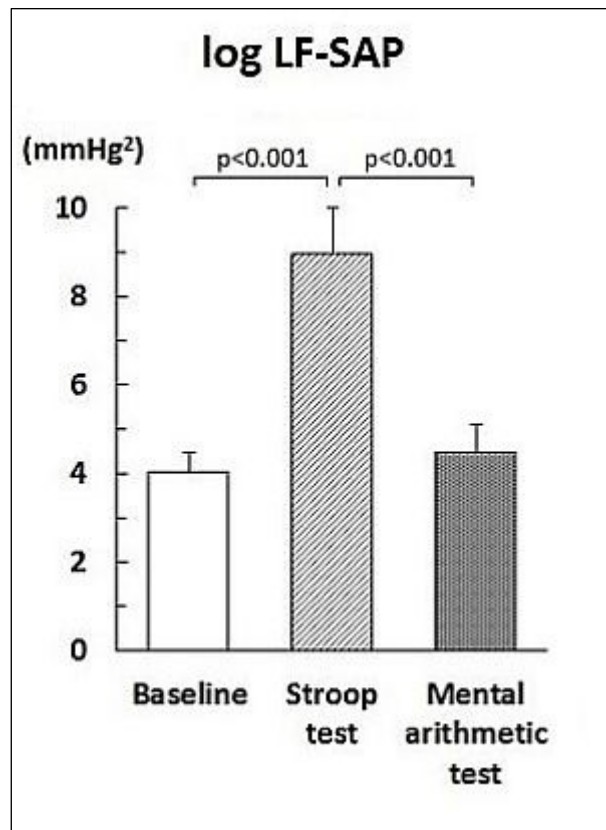 log LF-SAP
(mmHg²)
p<0.001 p<0.001
10
8
6
4
2
0
Baseline Stroop test Mental arithmetic test